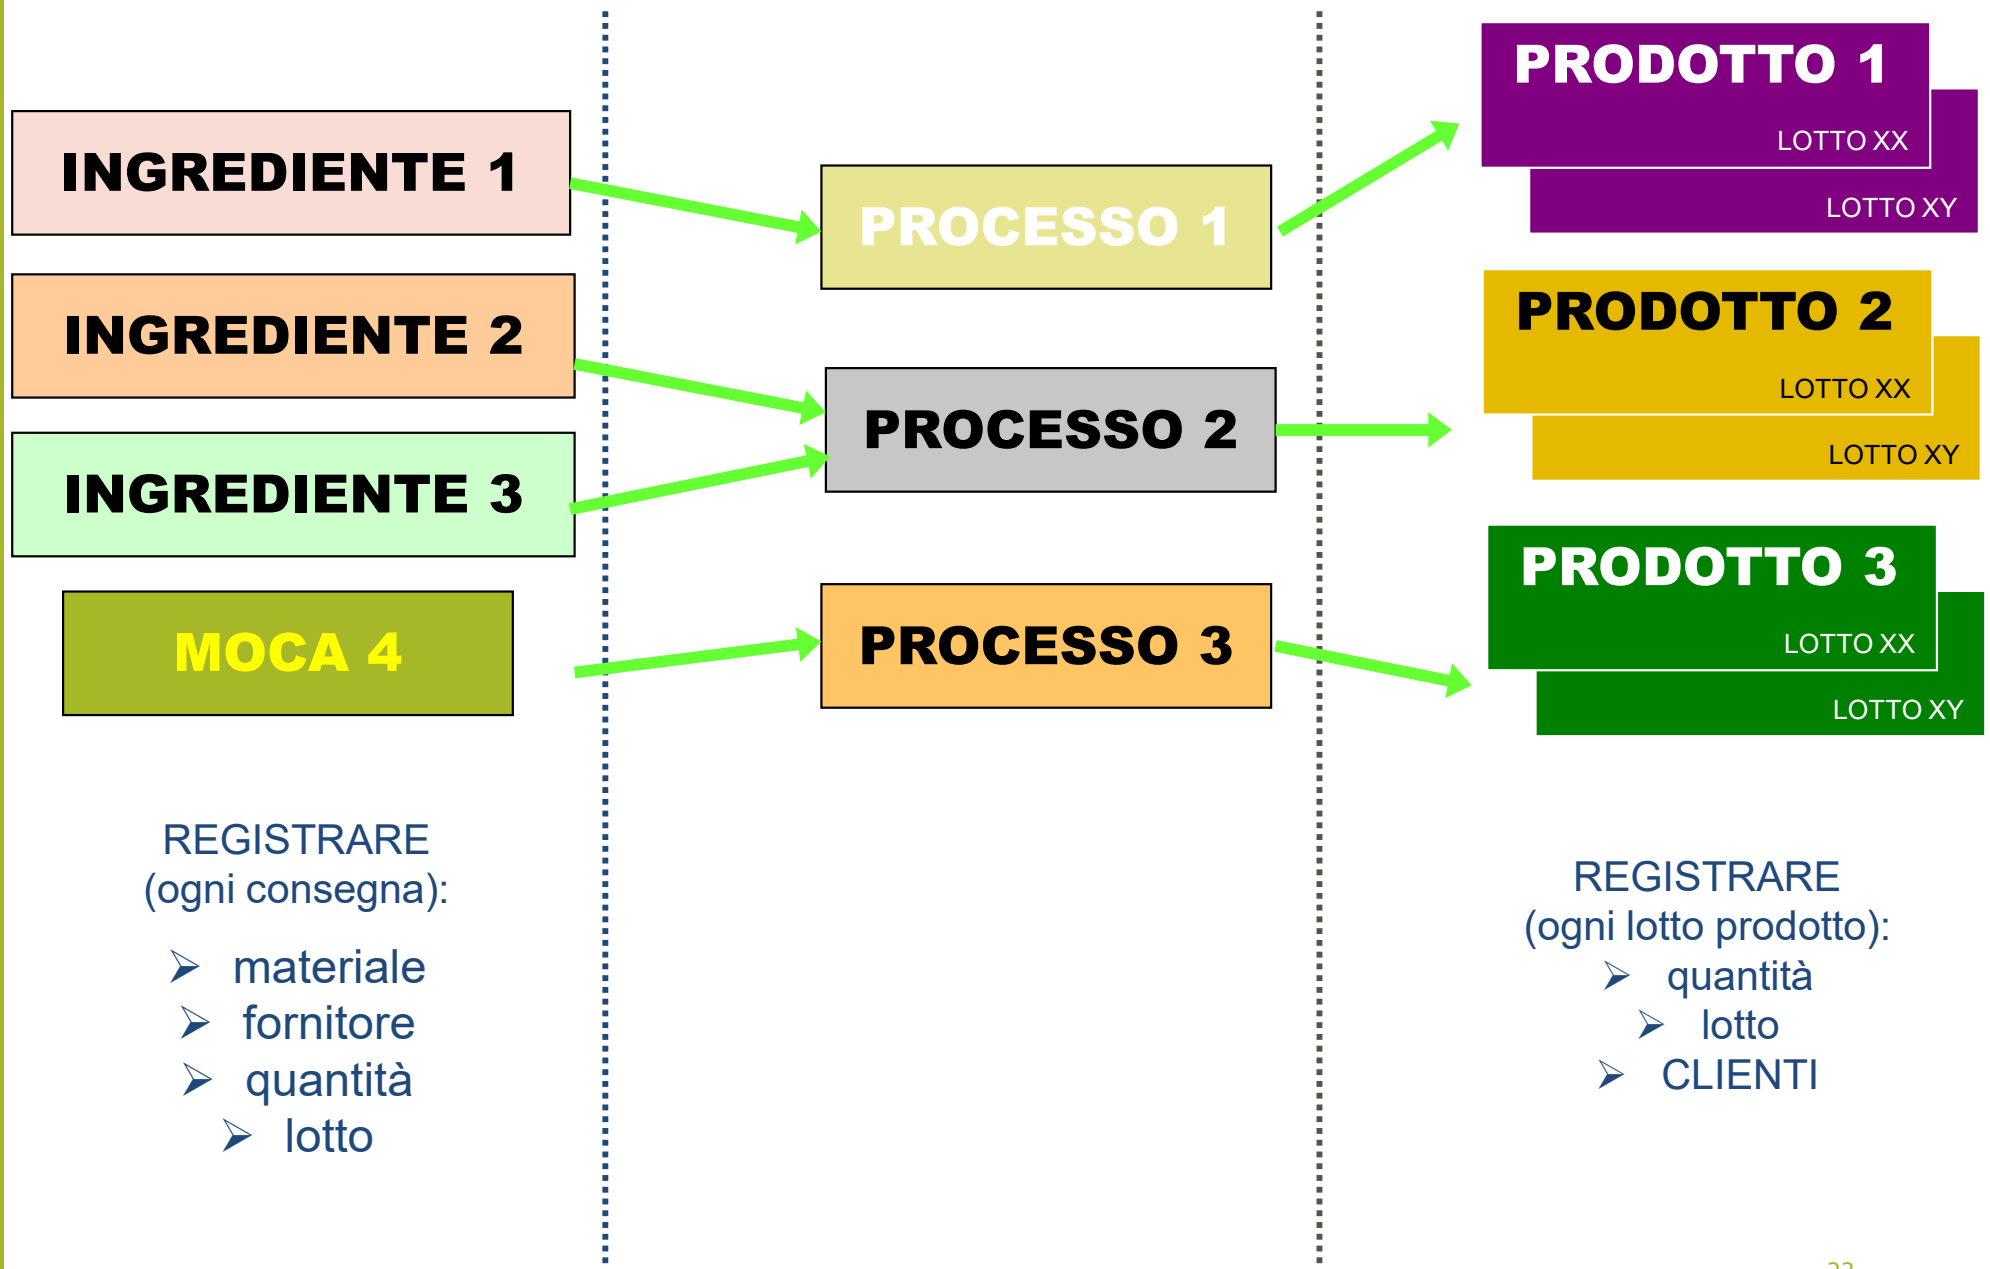 INGREDIENTE 1
INGREDIENTE 2
INGREDIENTE 3
MOCA 4
REGISTRARE
(ogni consegna):
➢ materiale
➢ fornitore
➢ quantità
➢ lotto
PROCESSO 1
PROCESSO 2
PROCESSO 3
PRODOTTO 1
LOTTO XX
LOTTO XY
PRODOTTO 2
LOTTO XX
LOTTO XY
PRODOTTO 3
LOTTO XX
LOTTO XY
REGISTRARE
(ogni lotto prodotto):
➢ quantità
➢ lotto
➢ CLIENTI